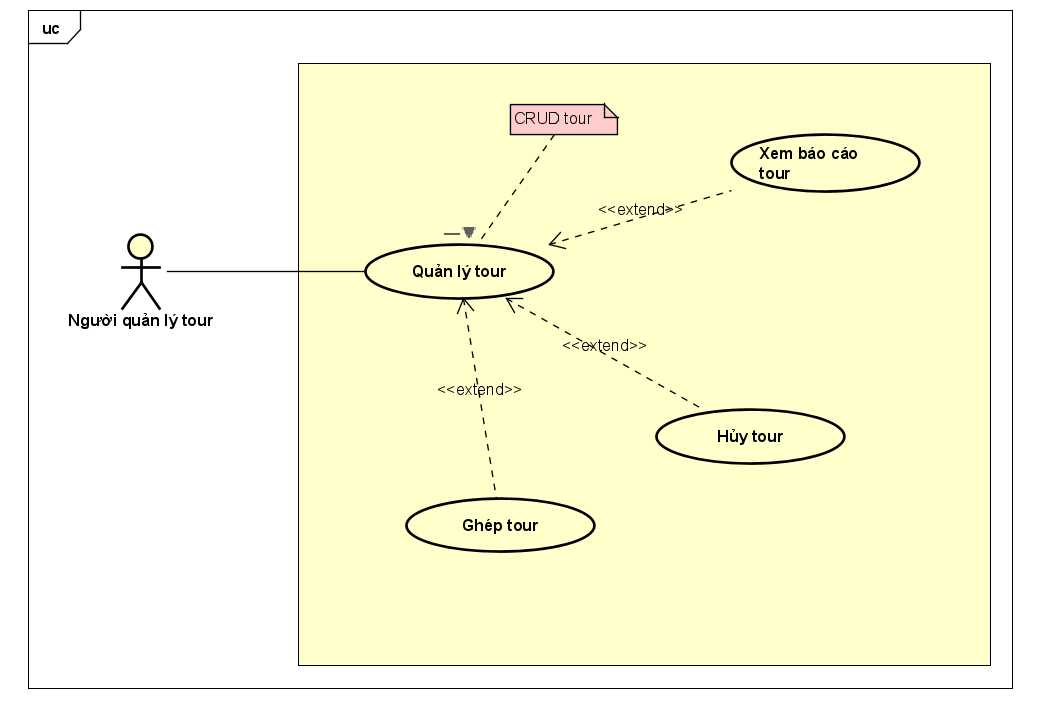 uc
CRUD tour
Xem báo cáo
tour
<<extend>>
Quản lý tour
Người quản lý tour
<<extend>>
<<extend>>
Hủy tour
Ghép tour